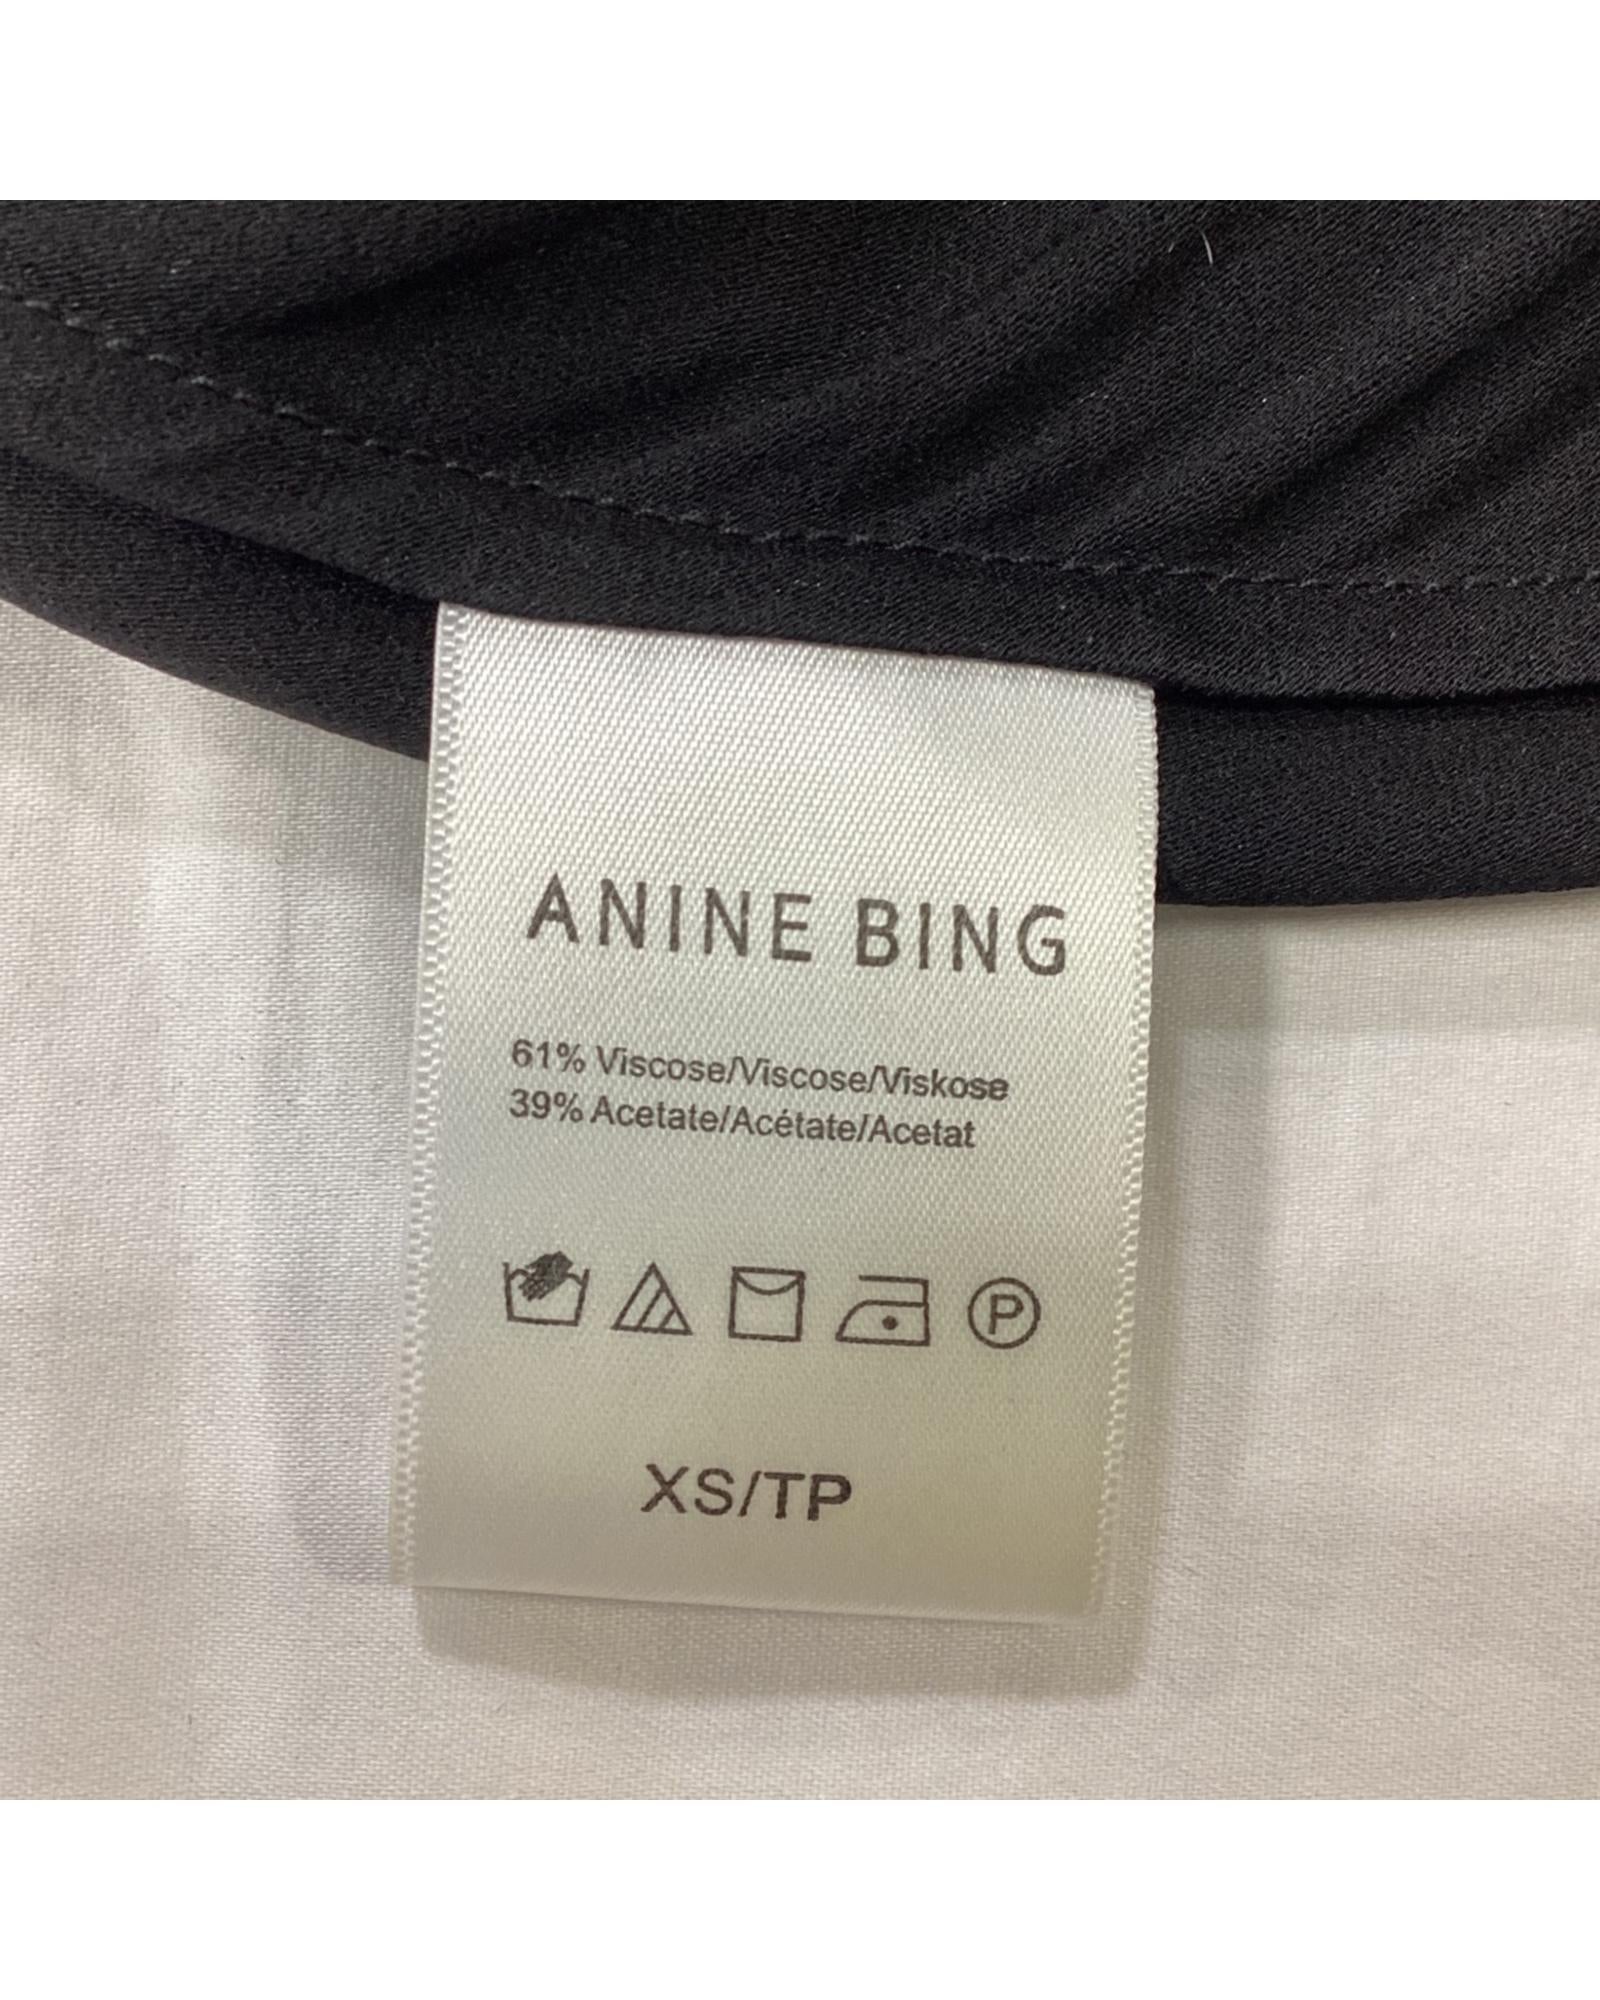 ANINE BING
61% Viscose/Viscose/Viskose
39% Acetate/Acétate/Acetat
P
XS/TP